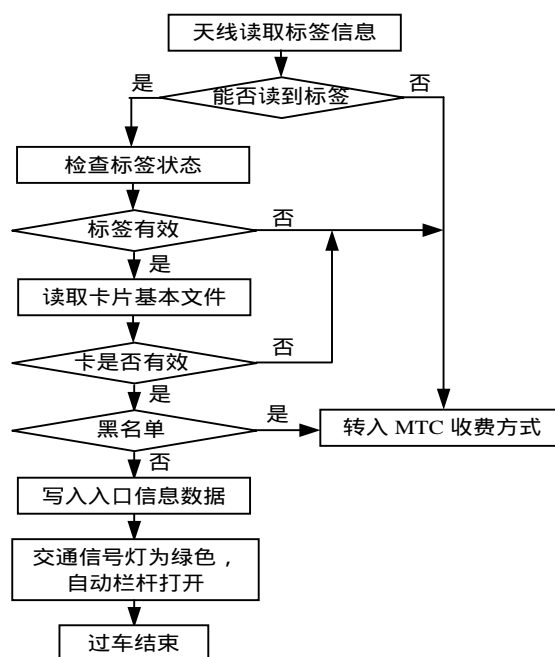 天线读取标签信息
是
否
能否读到标签
检查标签状态
标签有效
否
是
读取卡片基本文件
卡是否有效
否
是
黑名单
是
转入 MTC 收费方式
否
写入入口信息数据
交通信号灯为绿色，
自动栏杆打开
过车结束